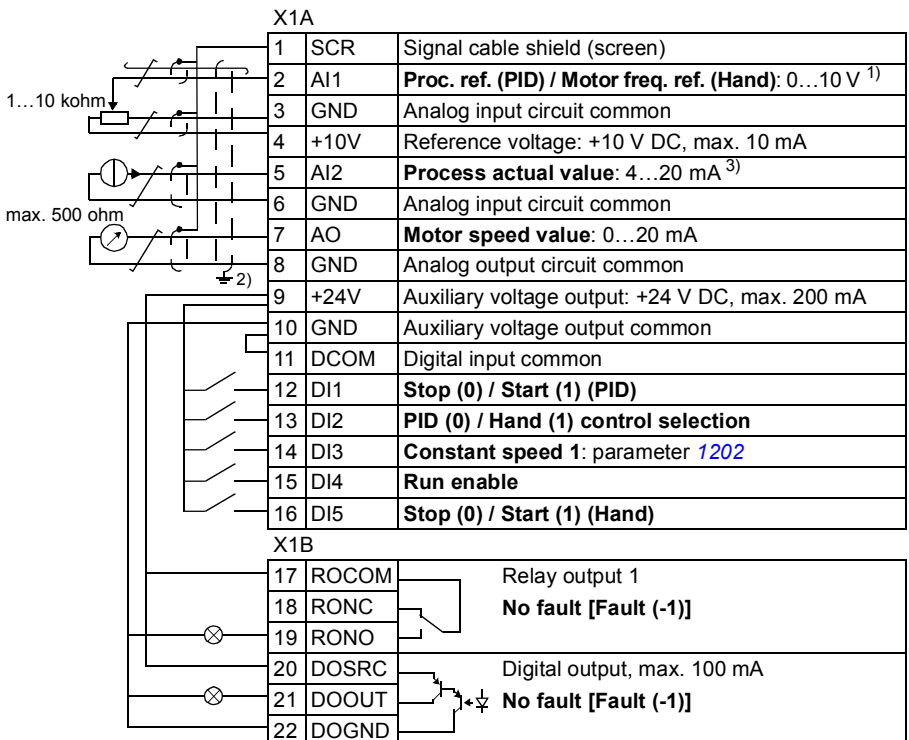 X1A
1 SCR Signal cable shield (screen)
2 AI1 Proc. ref. (PID) / Motor freq. ref. (Hand): 0…10 V 1)
1…10 kohm
3 GND Analog input circuit common
4 +10V Reference voltage: +10 V DC, max. 10 mA
5 AI2 Process actual value: 4…20 mA 3)
6 GND Analog input circuit common
max. 500 ohm
7 AO Motor speed value: 0…20 mA
8 GND Analog output circuit common
2)
9 +24V Auxiliary voltage output: +24 V DC, max. 200 mA
10 GND Auxiliary voltage output common
11 DCOM Digital input common
12 DI1 Stop (0) / Start (1) (PID)
13 DI2 PID (0) / Hand (1) control selection
14 DI3 Constant speed 1: parameter 1202
15 DI4 Run enable
16 DI5 Stop (0) / Start (1) (Hand)
X1B
17 ROCOM Relay output 1
18 RONC No fault [Fault (-1)]
19 RONO
20 DOSRC Digital output, max. 100 mA
21 DOOUT No fault [Fault (-1)]
22 DOGND